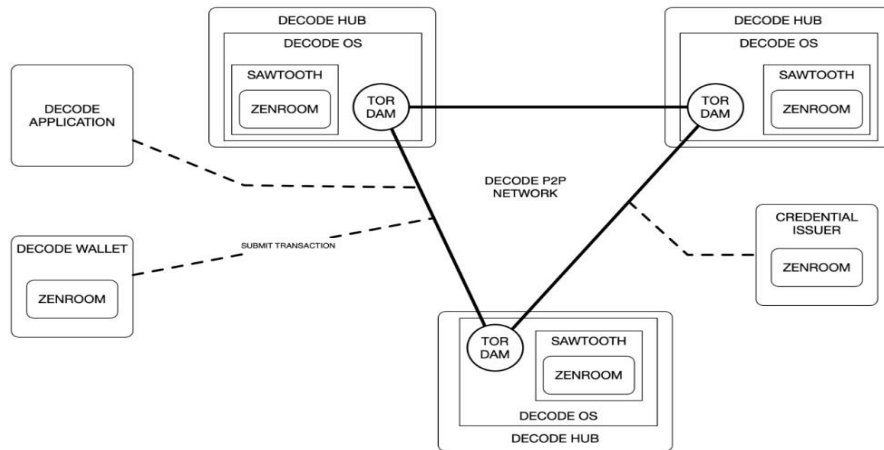 DECODE HUB
DECODE OS
SAWTOOTH
ZENROOM
TOR
DAM
DECODE HUB
DECODE OS
SAWTOOTH
ZENROOM
TOR
DAM
DECODE
APPLICATION
DECODE P2P
NETWORK
DECODE WALLET
ZENROOM
SUBMIT TRANSACTION
CREDENTIAL
ISSUER
ZENROOM
TOR
DAM
SAWTOOTH
ZENROOM
DECODE OS
DECODE HUB